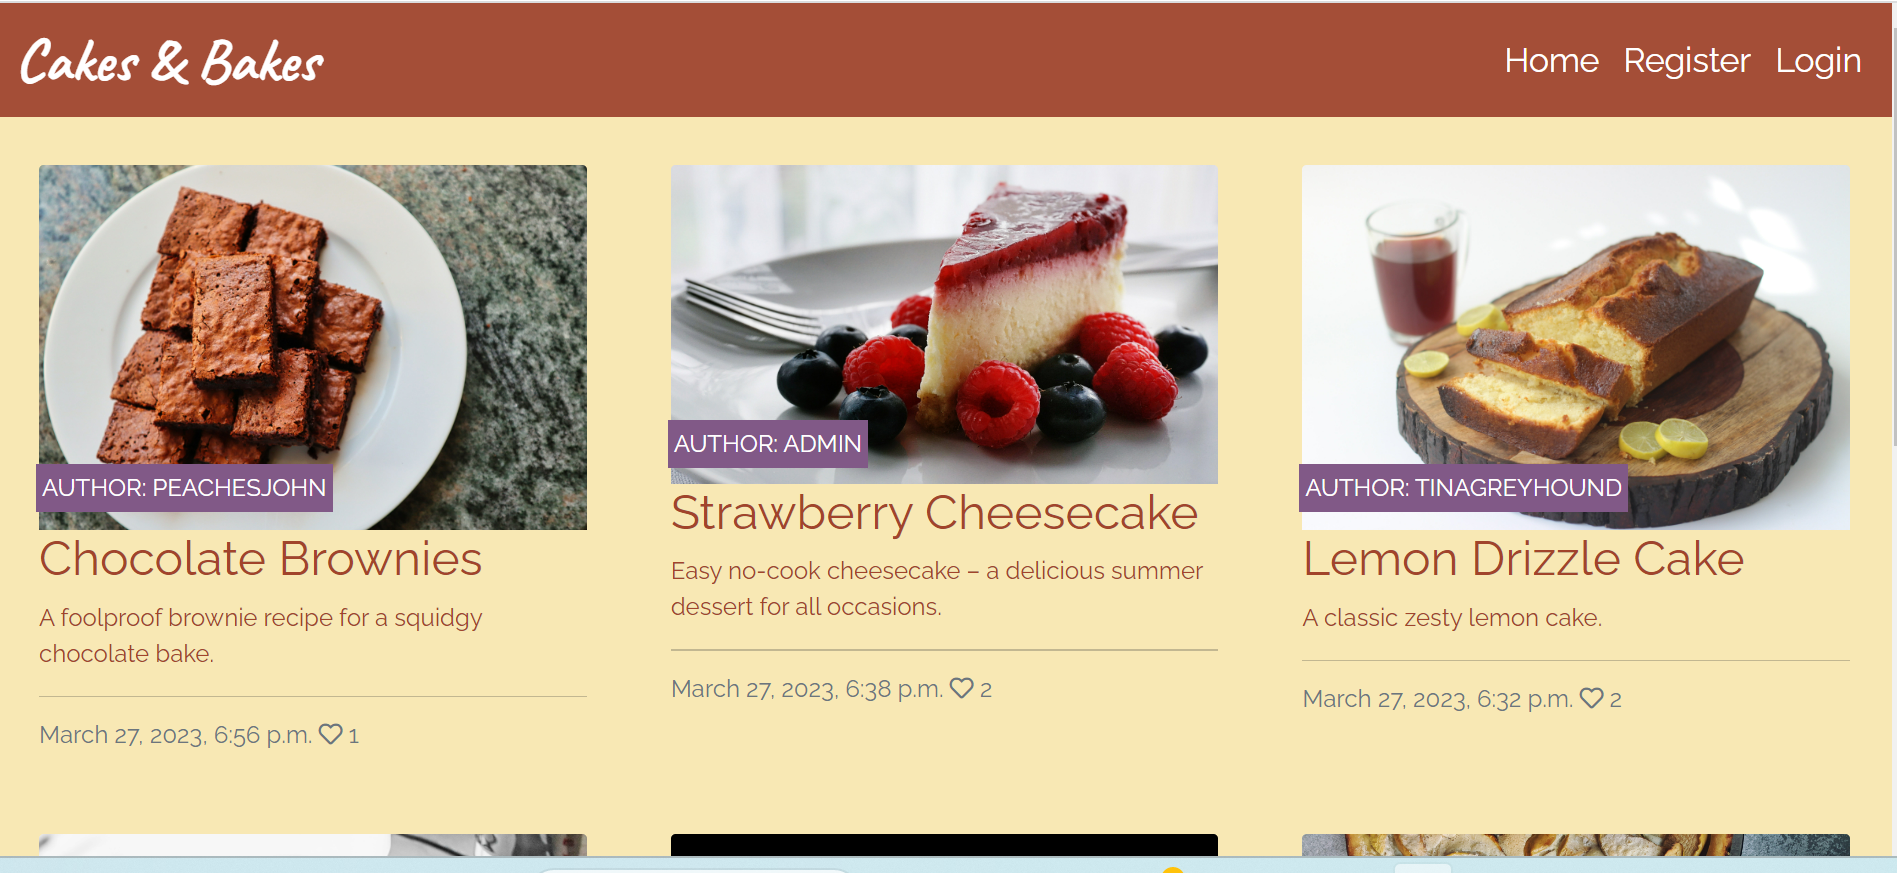 Cakes & Bakes
Home Register Login
AUTHOR: PEACHESJOHN
Chocolate Brownies
A foolproof brownie recipe for a squidgy
chocolate bake.
March 27, 2023, 6:56 p.m. 1
AUTHOR: ADMIN
Strawberry Cheesecake
Easy no-cook cheesecake – a delicious summer
dessert for all occasions.
March 27, 2023, 6:38 p.m. 2
AUTHOR: TINAGREYHOUND
Lemon Drizzle Cake
A classic zesty lemon cake.
March 27, 2023, 6:32 p.m. 2